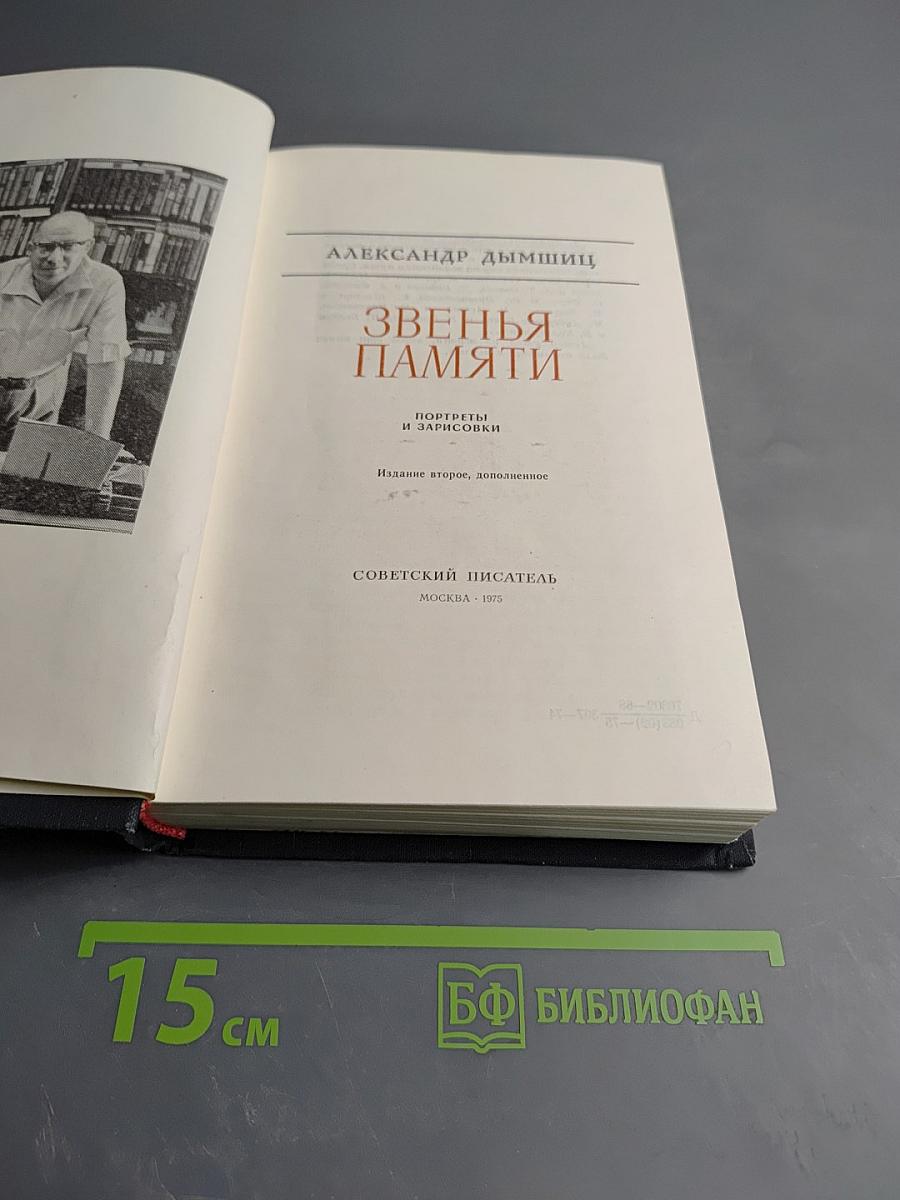 АЛЕКСАНДР ДЫМШИЦ
ЗВЕНЬЯ
ПАМЯТИ
ПОРТРЕТЫ
И ЗАРИСОВКИ
Издание второе, дополненное
СОВЕТСКИЙ ПИСАТЕЛЬ
МОСКВА · 1975
15 см
БФ БИБЛИОФАН